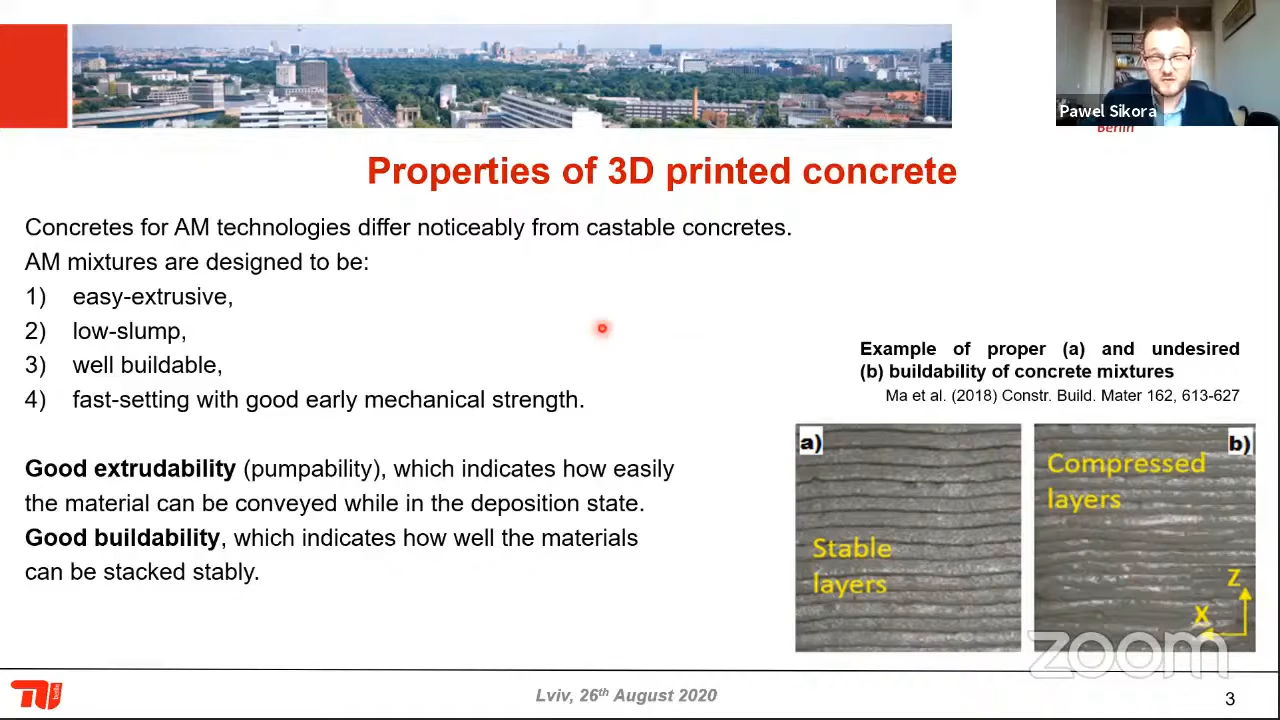 Pawel Sikora
Berlin
Properties of 3D printed concrete
Concretes for AM technologies differ noticeably from castable concretes.
AM mixtures are designed to be:
1) easy-extrusive,
2) low-slump,
3) well buildable,
4) fast-setting with good early mechanical strength.
Good extrudability (pumpability), which indicates how easily
the material can be conveyed while in the deposition state.
Good buildability, which indicates how well the materials
can be stacked stably.
Example of proper (a) and undesired
(b) buildability of concrete mixtures
Ma et al. (2018) Constr. Build. Mater 162, 613-627
a)
Stable
layers
b)
Compressed
layers
Z
X
zoom
Lviv, 26th August 2020
3